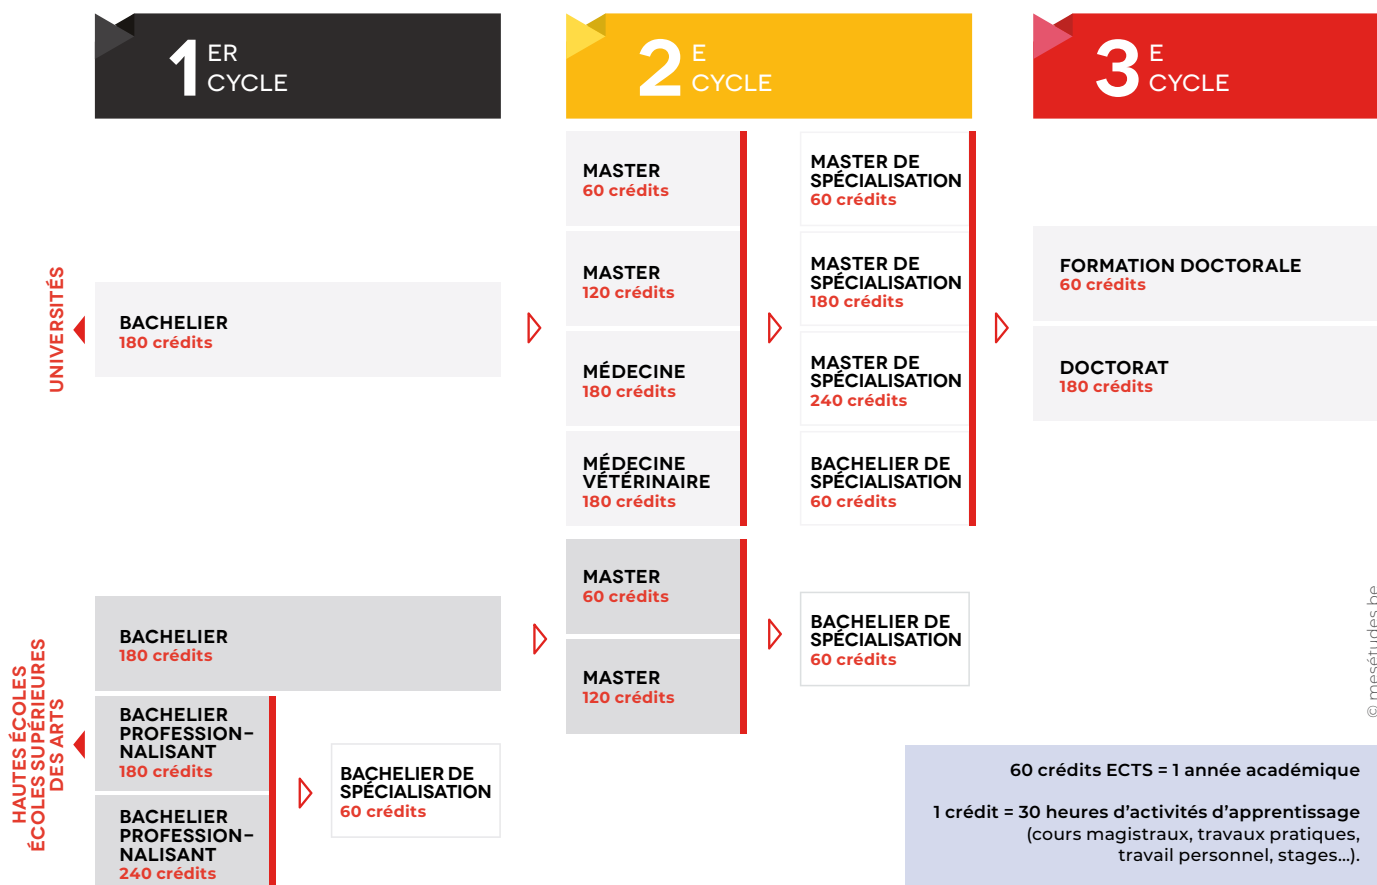 1 ER
CYCLE
2 E
CYCLE
3 E
CYCLE
UNIVERSITÉS
BACHELIER
180 crédits
MASTER
60 crédits
MASTER
120 crédits
MÉDECINE
180 crédits
MÉDECINE
VÉTÉRINAIRE
180 crédits
MASTER DE
SPÉCIALISATION
60 crédits
MASTER DE
SPÉCIALISATION
180 crédits
MASTER DE
SPÉCIALISATION
240 crédits
BACHELIER DE
SPÉCIALISATION
60 crédits
FORMATION DOCTORALE
60 crédits
DOCTORAT
180 crédits
HAUTES ÉCOLES
ÉCOLES SUPÉRIEURES
DES ARTS
BACHELIER
180 crédits
BACHELIER
PROFESSION-
NALISANT
180 crédits
BACHELIER
PROFESSION-
NALISANT
240 crédits
BACHELIER DE
SPÉCIALISATION
60 crédits
MASTER
60 crédits
MASTER
120 crédits
BACHELIER DE
SPÉCIALISATION
60 crédits
© mesétudes.be
60 crédits ECTS = 1 année académique
1 crédit = 30 heures d'activités d'apprentissage
(cours magistraux, travaux pratiques,
travail personnel, stages...).